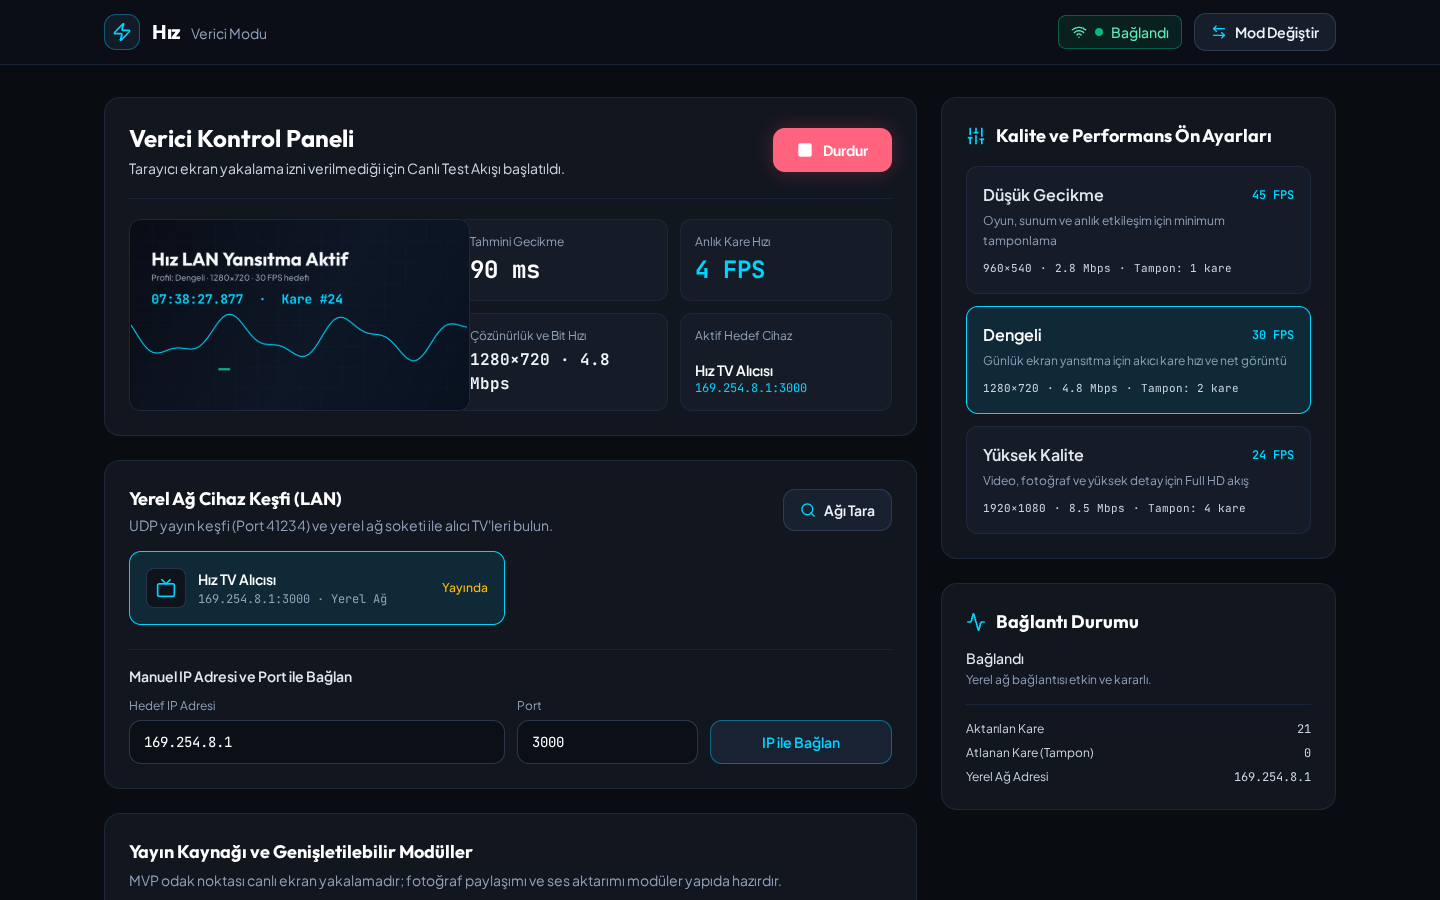 Hız Verici Modu
Bağlandı
Mod Değiştir
Verici Kontrol Paneli
Tarayıcı ekran yakalama izni verilmediği için Canlı Test Akışı başlatıldı.
Durdur
Hız LAN Yansıtma Aktif
Profil: Dengeli · 1280×720 · 30 FPS hedefi
07:38:27.877 · Kare #24
Tahmini Gecikme
90 ms
Anlık Kare Hızı
4 FPS
Çözünürlük ve Bit Hızı
1280×720 · 4.8
Mbps
Aktif Hedef Cihaz
Hız TV Alıcısı
169.254.8.1:3000
Yerel Ağ Cihaz Keşfi (LAN)
UDP yayın keşfi (Port 41234) ve yerel ağ soketi ile alıcı TV'leri bulun.
Ağı Tara
Hız TV Alıcısı
169.254.8.1:3000 · Yerel Ağ
Yayında
Manuel IP Adresi ve Port ile Bağlan
Hedef IP Adresi
Port
169.254.8.1
3000
IP ile Bağlan
Yayın Kaynağı ve Genişletilebilir Modüller
MVP odak noktası canlı ekran yakalamadır; fotoğraf paylaşımı ve ses aktarımı modüler yapıda hazırdır.
Kalite ve Performans Ön Ayarları
Düşük Gecikme
45 FPS
Oyun, sunum ve anlık etkileşim için minimum
tamponlama
960×540 · 2.8 Mbps · Tampon: 1 kare
Dengeli
30 FPS
Günlük ekran yansıtma için akıcı kare hızı ve net görüntü
1280×720 · 4.8 Mbps · Tampon: 2 kare
Yüksek Kalite
24 FPS
Video, fotoğraf ve yüksek detay için Full HD akış
1920×1080 · 8.5 Mbps · Tampon: 4 kare
Bağlantı Durumu
Bağlandı
Yerel ağ bağlantısı etkin ve kararlı.
Aktarılan Kare 21
Atlanan Kare (Tampon) 0
Yerel Ağ Adresi 169.254.8.1